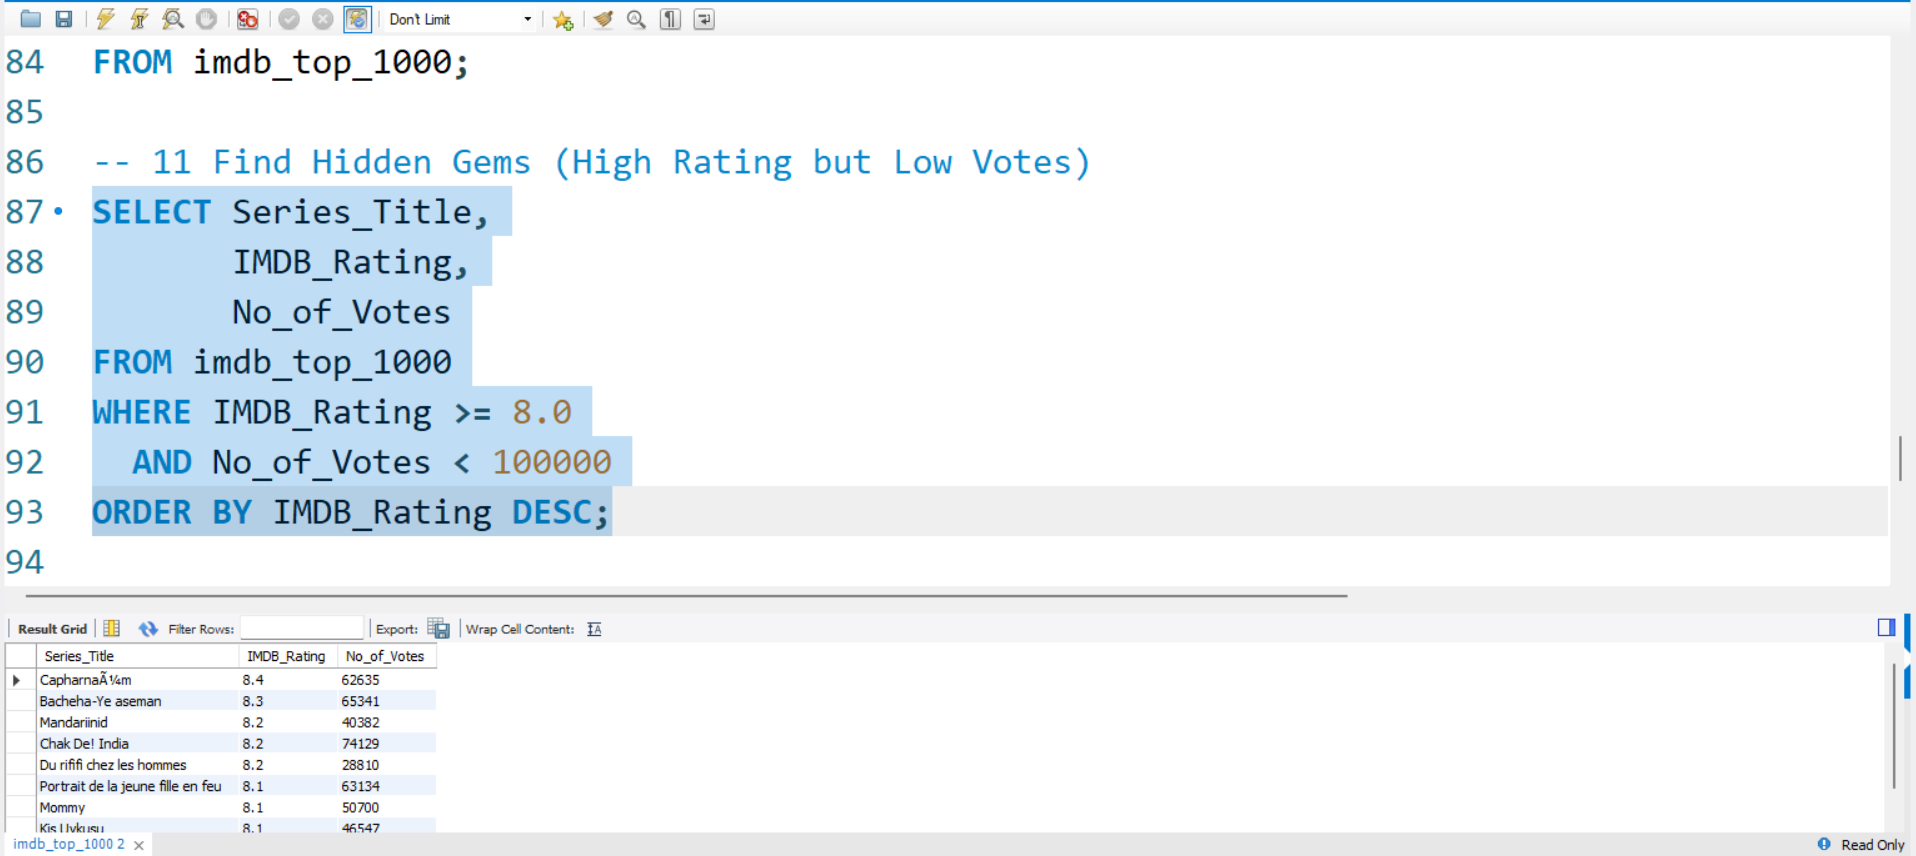 Don't Limit
84 FROM imdb_top_1000;
85
86 -- 11 Find Hidden Gems (High Rating but Low Votes)
87 SELECT Series_Title,
88 IMDB_Rating,
89 No_of_Votes
90 FROM imdb_top_1000
91 WHERE IMDB_Rating >= 8.0
92 AND No_of_Votes < 100000
93 ORDER BY IMDB_Rating DESC;
94
Result Grid Filter Rows: Export: Wrap Cell Content:
Series_Title IMDB_Rating No_of_Votes
CapharnaÃ¼m 8.4 62635
Bacheha-Ye aseman 8.3 65341
Mandariinid 8.2 40382
Chak De! India 8.2 74129
Du rififi chez les hommes 8.2 28810
Portrait de la jeune fille en feu 8.1 63134
Mommy 8.1 50700
Kis Uykusu 8.1 46547
imdb_top_1000 2 Read Only